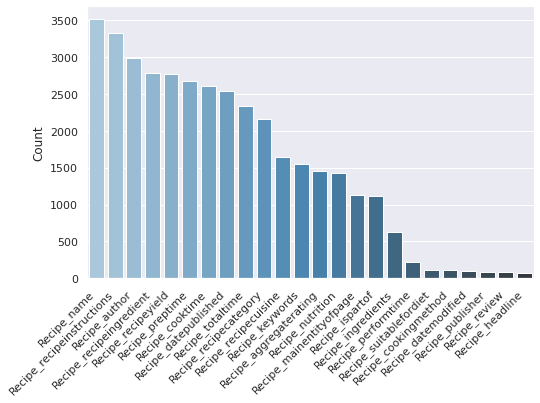 3500
3000
2500
2000
1500
1000
500
0
Count
Recipe_name
Recipe_recipeinstructions
Recipe_author
Recipe_recipeingredient
Recipe_recipeyield
Recipe_preptime
Recipe_cooktime
Recipe_datepublished
Recipe_totaltime
Recipe_recipecategory
Recipe_recipecuisine
Recipe_keywords
Recipe_aggregaterating
Recipe_nutrition
Recipe_mainentityofpage
Recipe_ispartof
Recipe_ingredients
Recipe_performtime
Recipe_suitablefordiet
Recipe_cookingmethod
Recipe_datemodified
Recipe_publisher
Recipe_review
Recipe_headline